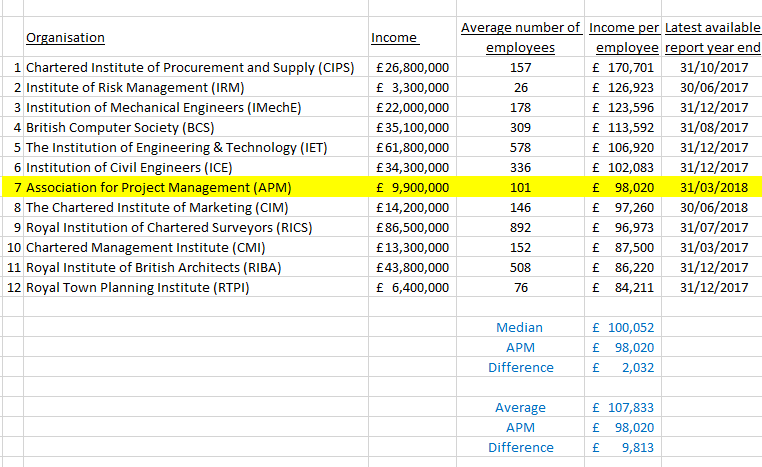 Organisation Income Average number of employees Income per employee Latest available report year end
1 Chartered Institute of Procurement and Supply (CIPS) £26,800,000 157 £ 170,701 31/10/2017
2 Institute of Risk Management (IRM) £ 3,300,000 26 £ 126,923 30/06/2017
3 Institution of Mechanical Engineers (IMechE) £22,000,000 178 £ 123,596 31/12/2017
4 British Computer Society (BCS) £35,100,000 309 £ 113,592 31/08/2017
5 The Institution of Engineering & Technology (IET) £61,800,000 578 £ 106,920 31/12/2017
6 Institution of Civil Engineers (ICE) £34,300,000 336 £ 102,083 31/12/2017
7 Association for Project Management (APM) £ 9,900,000 101 £ 98,020 31/03/2018
8 The Chartered Institute of Marketing (CIM) £14,200,000 146 £ 97,260 30/06/2018
9 Royal Institution of Chartered Surveyors (RICS) £86,500,000 892 £ 96,973 31/07/2017
10 Chartered Management Institute (CMI) £13,300,000 152 £ 87,500 31/03/2017
11 Royal Institute of British Architects (RIBA) £43,800,000 508 £ 86,220 31/12/2017
12 Royal Town Planning Institute (RTPI) £ 6,400,000 76 £ 84,211 31/12/2017
Median £ 100,052
APM £ 98,020
Difference £ 2,032
Average £ 107,833
APM £ 98,020
Difference £ 9,813